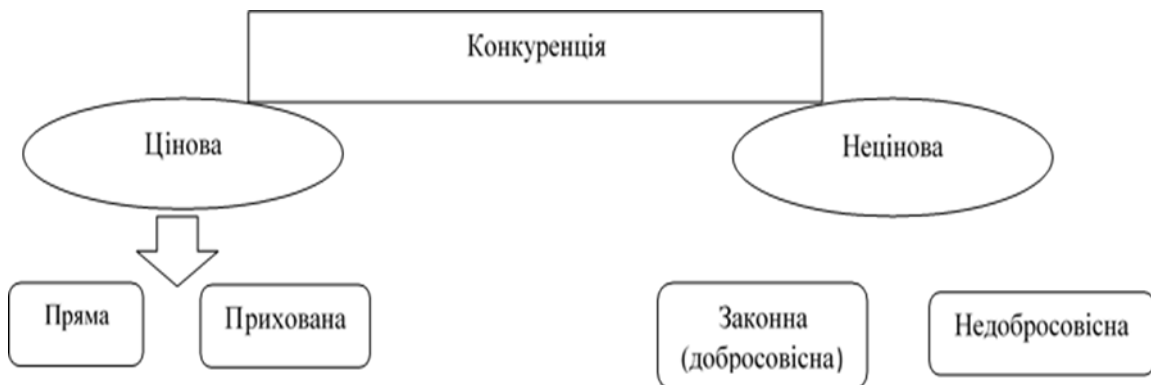 Конкуренція
Цінова
Нецінова
Пряма
Прихована
Законна
(добросовісна)
Недобросовісна